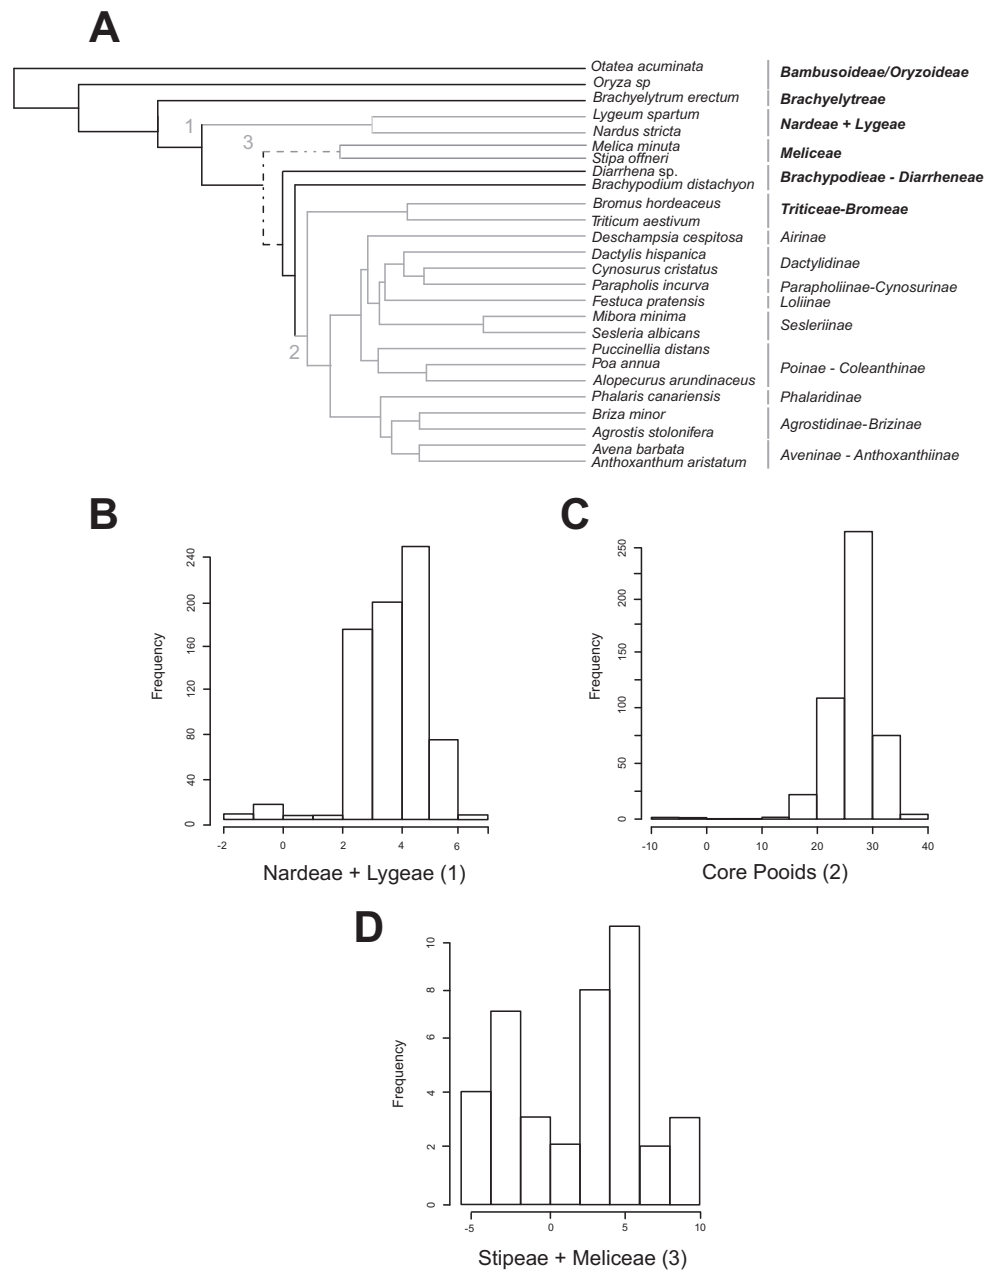 A
Otatea acuminata
Oryza sp
Brachyelytrum erectum
Lygeum spartum
Nardus stricta
Melica minuta
Stipa offneri
Diarrhena sp.
Brachypodium distachyon
Bromus hordeaceus
Triticum aestivum
Deschampsia cespitosa
Dactylis hispanica
Cynosurus cristatus
Parapholis incurva
Festuca pratensis
Mibora minima
Sesleria albicans
Puccinellia distans
Poa annua
Alopecurus arundinaceus
Phalaris canariensis
Briza minor
Agrostis stolonifera
Avena barbata
Anthoxanthum aristatum
Bambusoideae/Oryzoideae
Brachyelytreae
Nardeae + Lygeae
Meliceae
Brachypodieae - Diarrheneae
Triticeae-Bromeae
Airinae
Dactylidinae
Parapholiinae-Cynosurinae
Loliinae
Sesleriinae
Poinae - Coleanthinae
Phalaridinae
Agrostidinae-Brizinae
Aveninae - Anthoxanthiinae
1
3
2
B
Frequency
240
200
160
120
80
40
0
-2 0 2 4 6
Nardeae + Lygeae (1)
C
Frequency
250
200
150
100
50
0
-10 0 10 20 30 40
Core Pooids (2)
D
Frequency
10
8
6
4
2
0
-5 0 5 10
Stipeae + Meliceae (3)